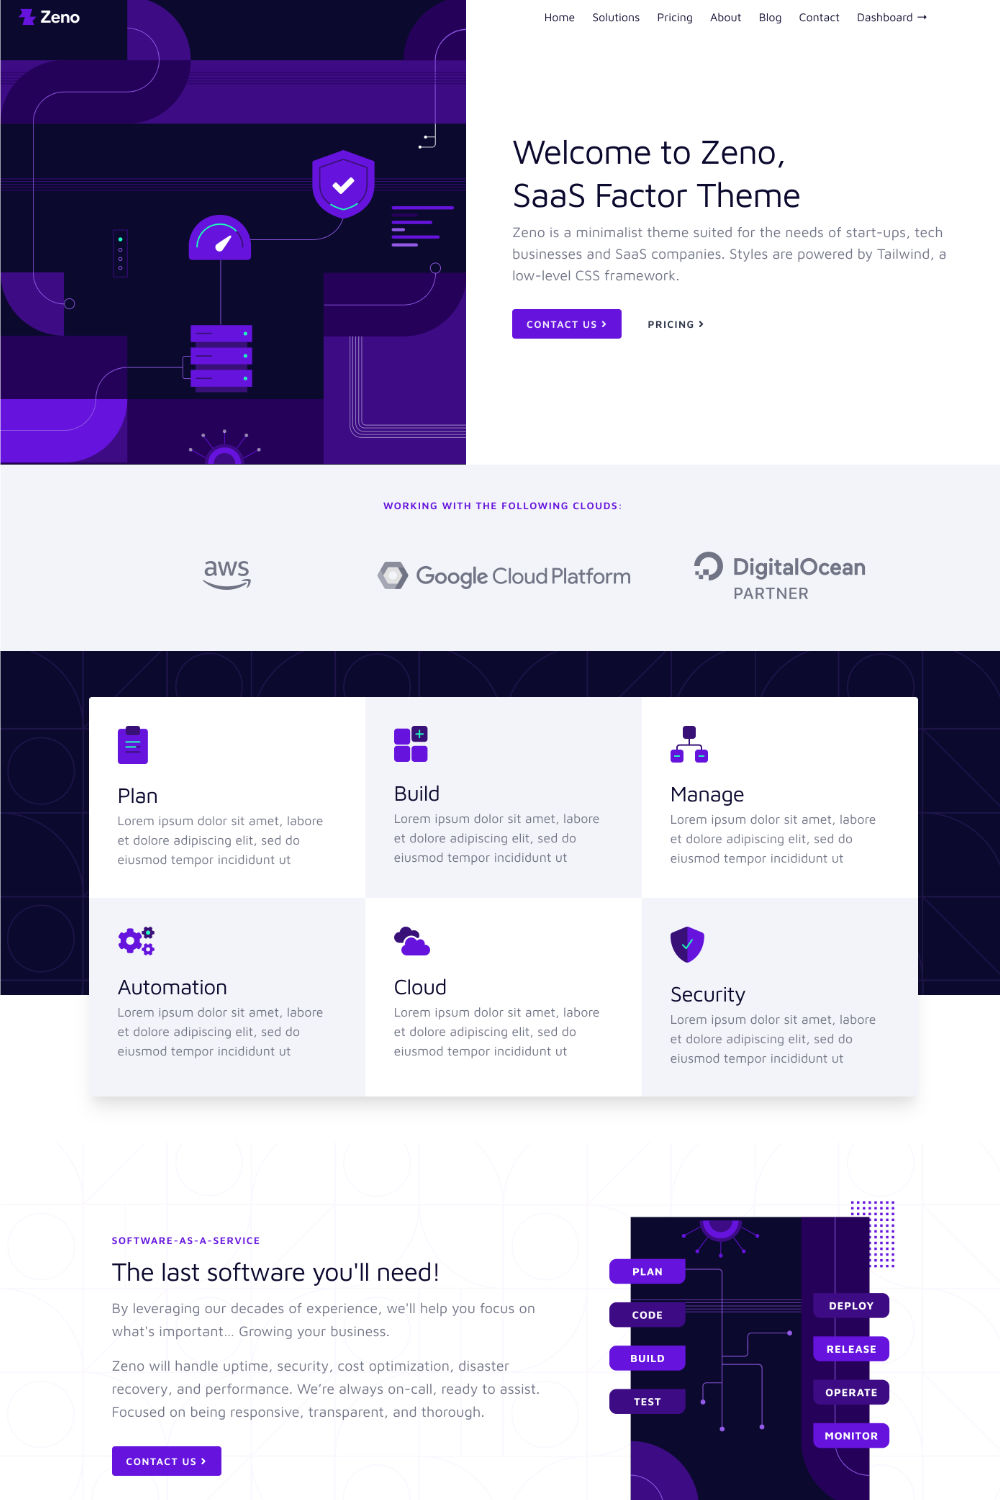 Zeno
Home Solutions Pricing About Blog Contact Dashboard →
Welcome to Zeno,
SaaS Factor Theme
Zeno is a minimalist theme suited for the needs of start-ups, tech
businesses and SaaS companies. Styles are powered by Tailwind, a
low-level CSS framework.
CONTACT US >
PRICING >
WORKING WITH THE FOLLOWING CLOUDS:
aws
Google Cloud Platform
DigitalOcean
PARTNER
Plan
Lorem ipsum dolor sit amet, labore
et dolore adipiscing elit, sed do
eiusmod tempor incididunt ut
Build
Lorem ipsum dolor sit amet, labore
et dolore adipiscing elit, sed do
eiusmod tempor incididunt ut
Manage
Lorem ipsum dolor sit amet, labore
et dolore adipiscing elit, sed do
eiusmod tempor incididunt ut
Automation
Lorem ipsum dolor sit amet, labore
et dolore adipiscing elit, sed do
eiusmod tempor incididunt ut
Cloud
Lorem ipsum dolor sit amet, labore
et dolore adipiscing elit, sed do
eiusmod tempor incididunt ut
Security
Lorem ipsum dolor sit amet, labore
et dolore adipiscing elit, sed do
eiusmod tempor incididunt ut
SOFTWARE-AS-A-SERVICE
The last software you'll need!
By leveraging our decades of experience, we'll help you focus on
what's important... Growing your business.
Zeno will handle uptime, security, cost optimization, disaster
recovery, and performance. We're always on-call, ready to assist.
Focused on being responsive, transparent, and thorough.
CONTACT US >
PLAN
CODE
BUILD
TEST
DEPLOY
RELEASE
OPERATE
MONITOR